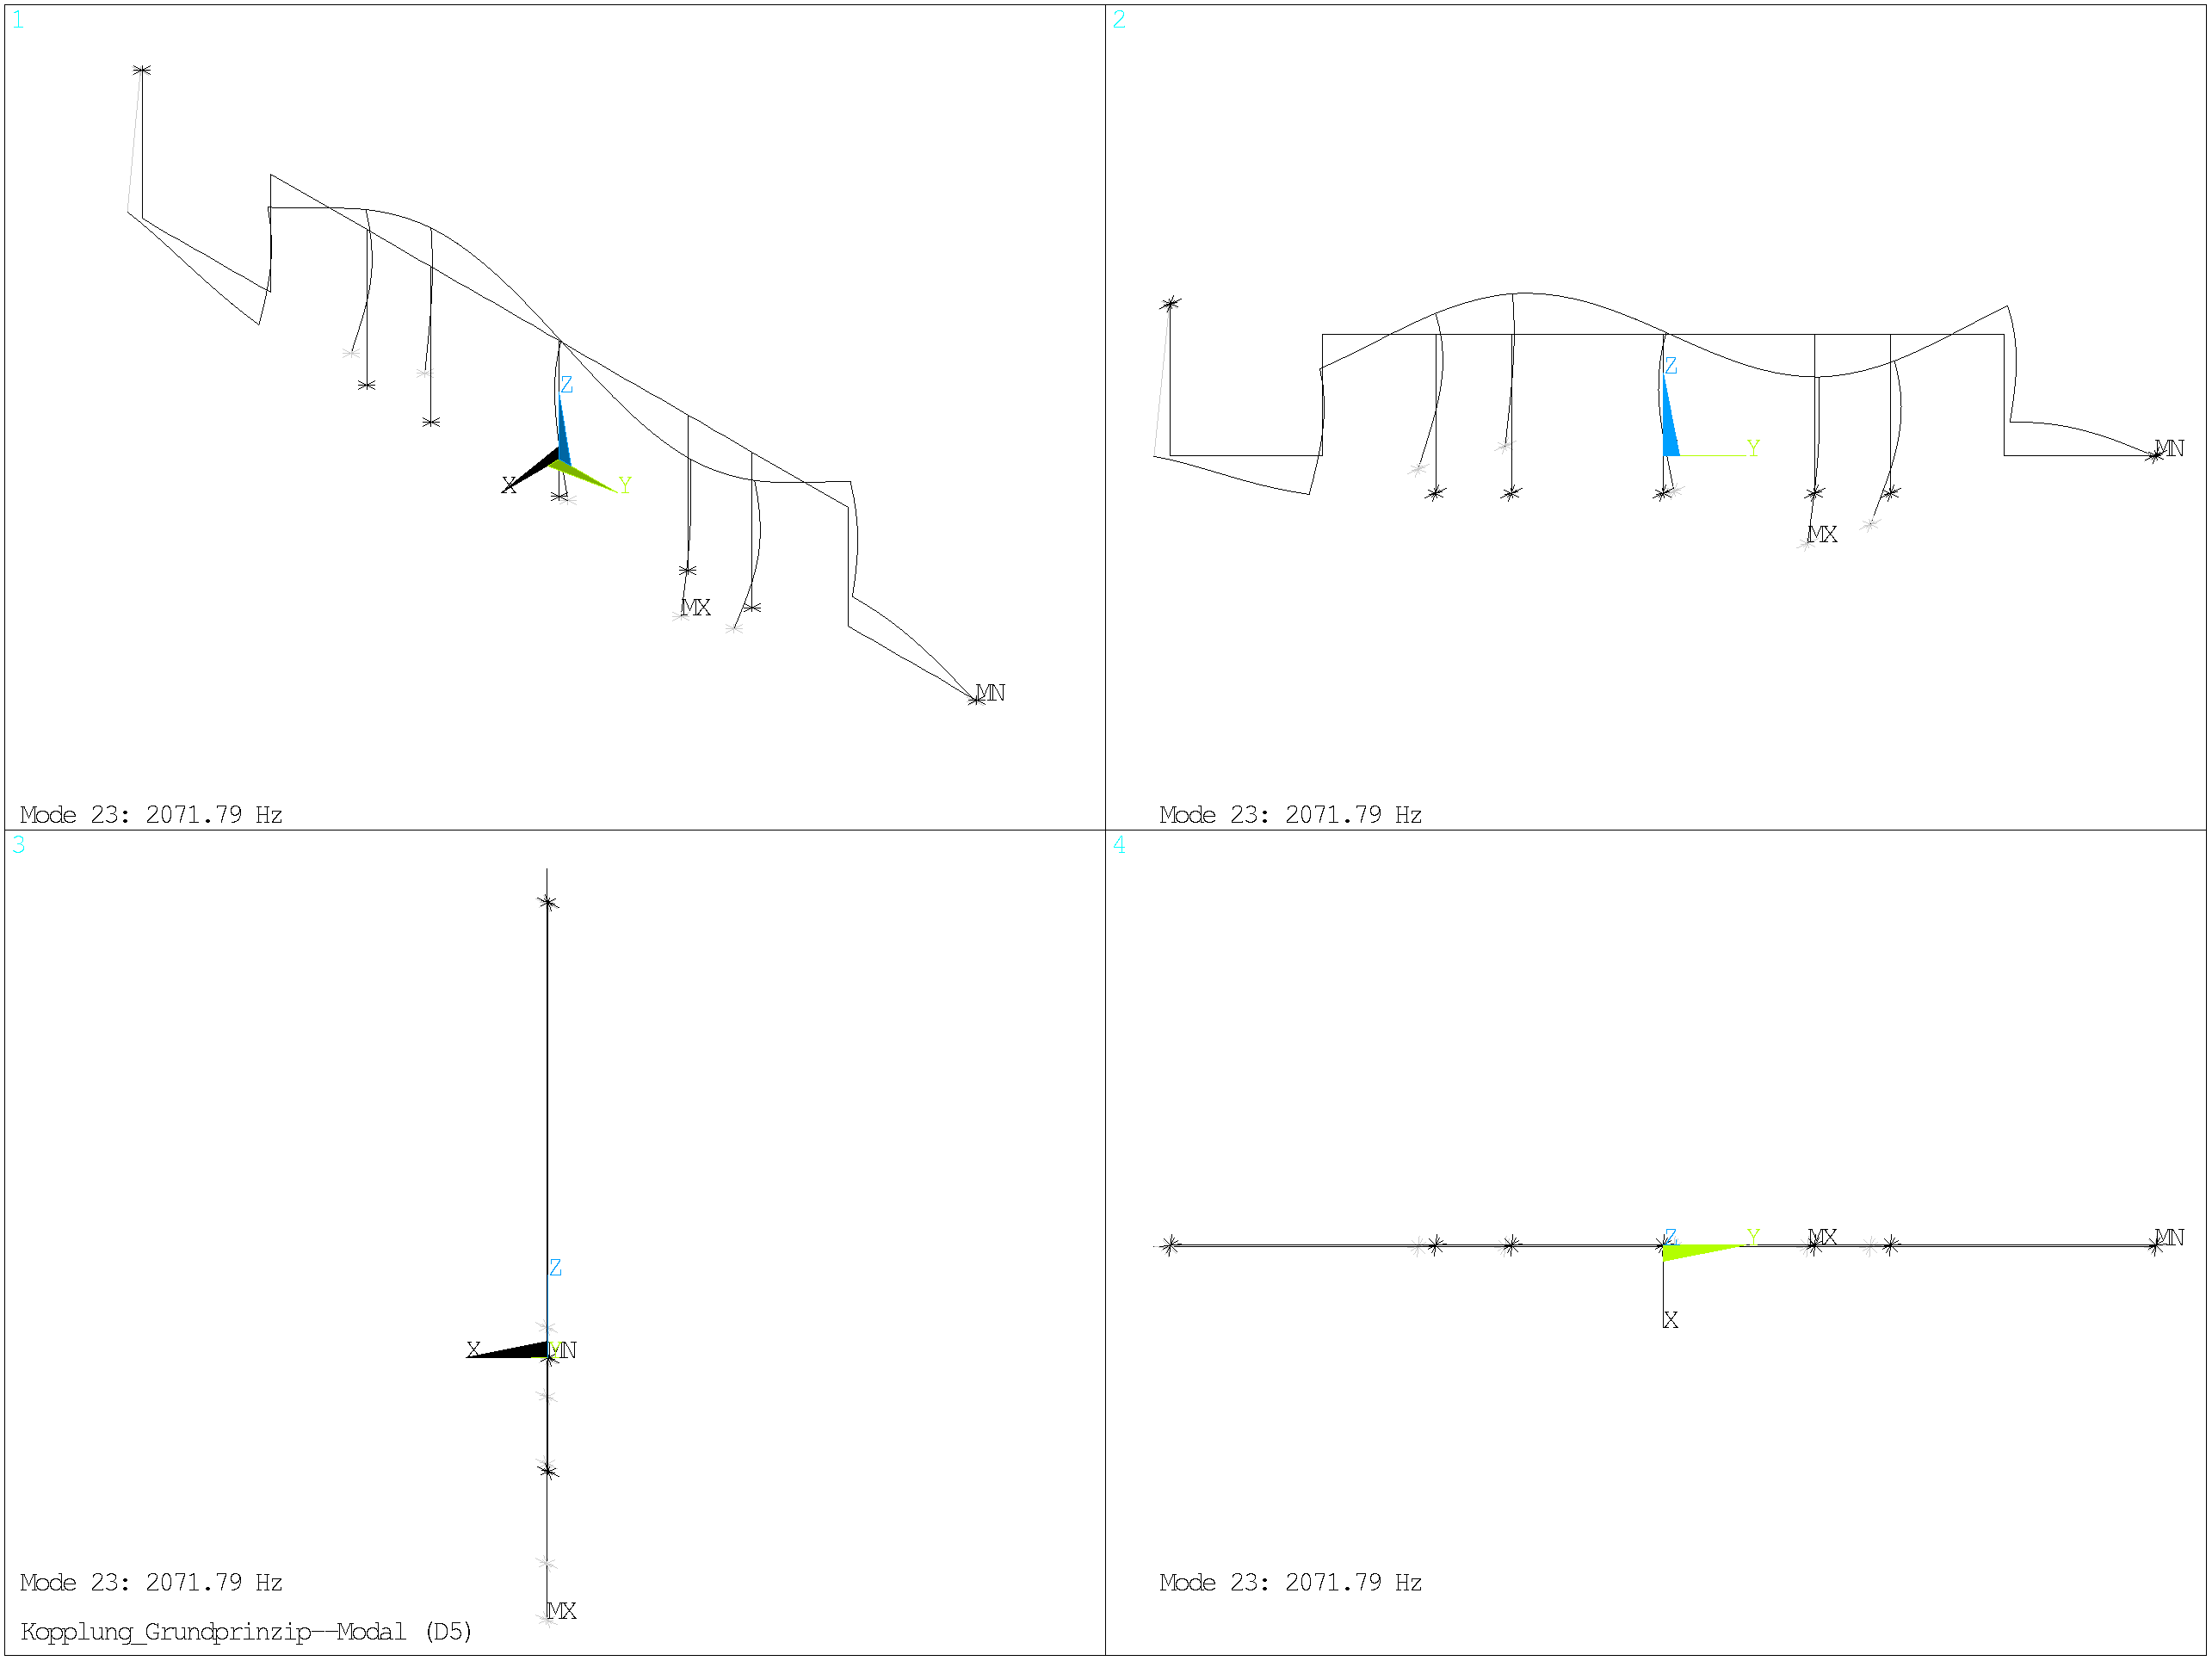 1
Z
X
Y
MX
MN
Mode 23: 2071.79 Hz
2
Z
Y
MN
MX
Mode 23: 2071.79 Hz
3
Z
X
Y
MN
MX
Mode 23: 2071.79 Hz
Kopplung_Grundprinzip--Modal (D5)
4
Z
Y
MX
MN
X
Mode 23: 2071.79 Hz